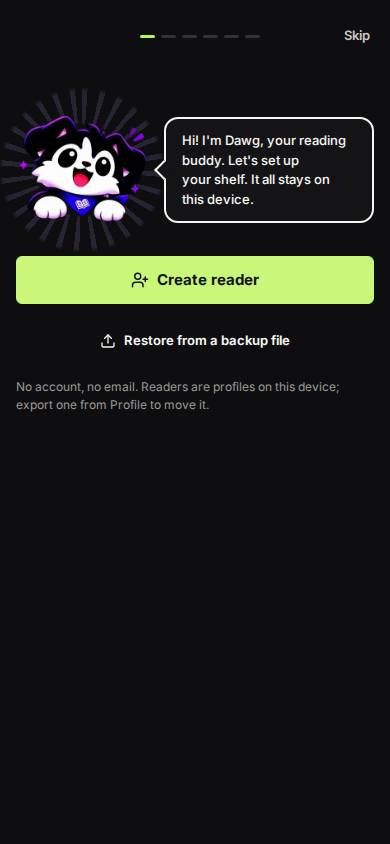 Skip
Hi! I'm Dawg, your reading
buddy. Let's set up
your shelf. It all stays on
this device.
Create reader
Restore from a backup file
No account, no email. Readers are profiles on this device;
export one from Profile to move it.